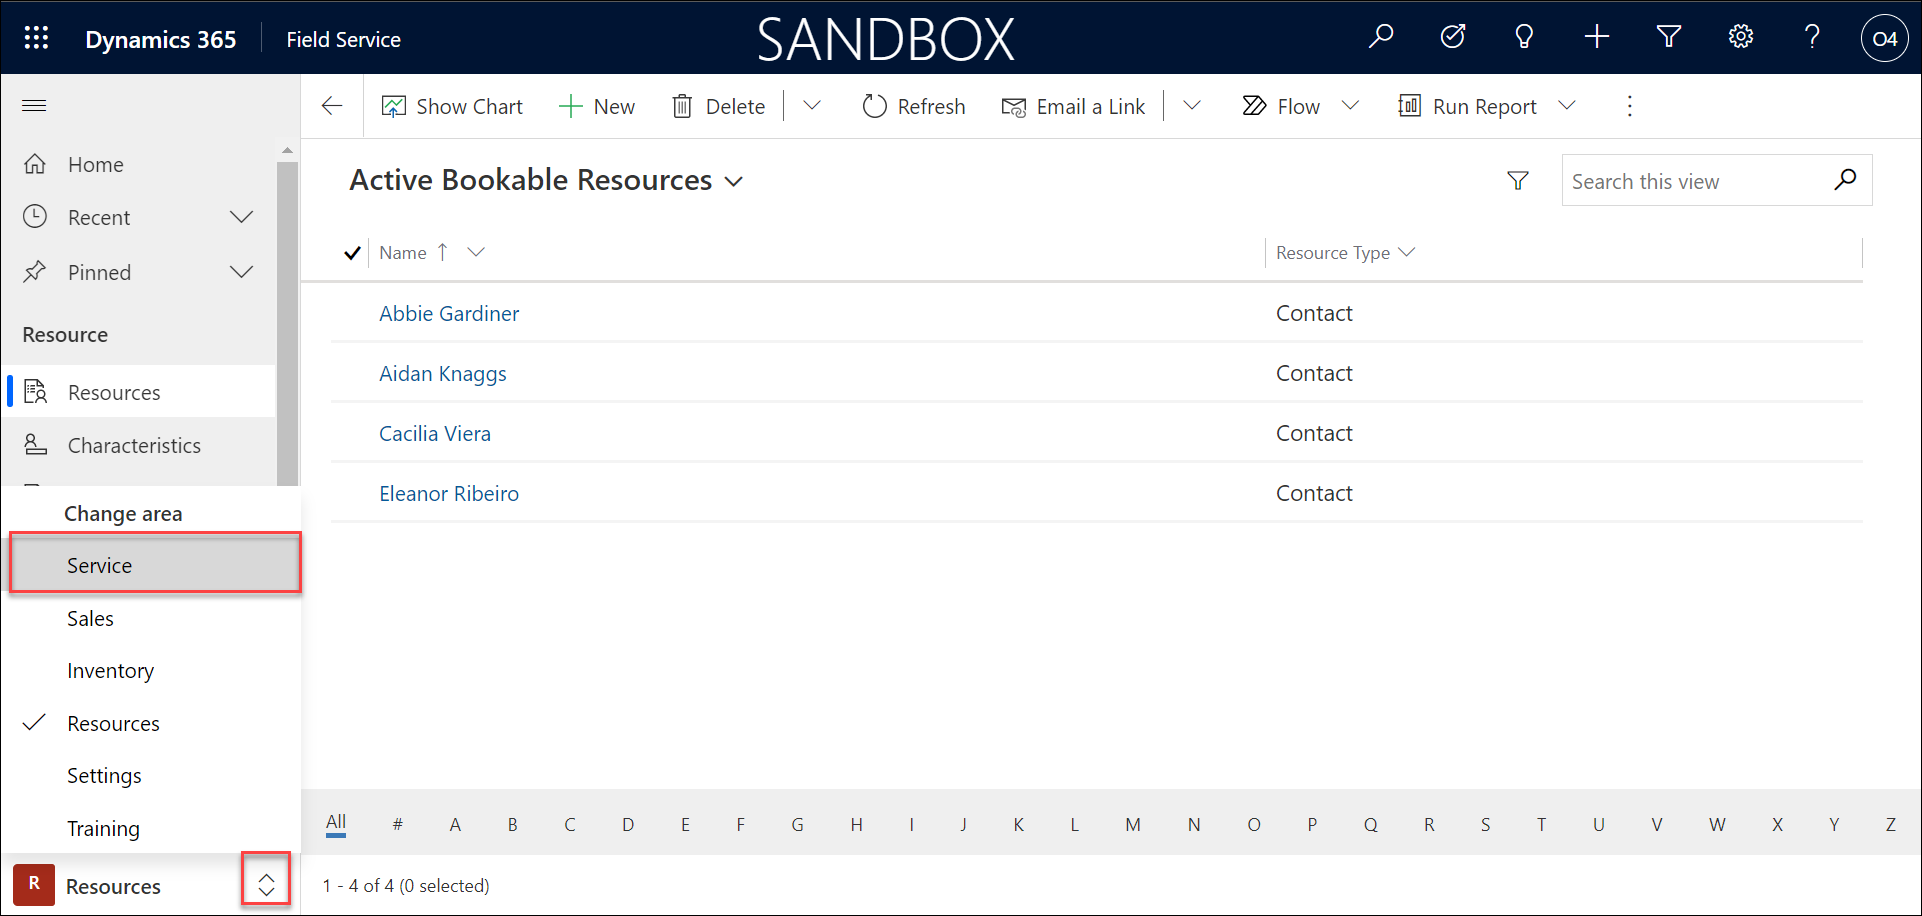 Dynamics 365 Field Service SANDBOX O4
Show Chart New Delete Refresh Email a Link Flow Run Report
Home
Recent
Pinned
Resource
Resources
Characteristics
Change area
Service
Sales
Inventory
Resources
Settings
Training
R Resources
Active Bookable Resources Search this view
Name Resource Type
Abbie Gardiner Contact
Aidan Knaggs Contact
Cacilia Viera Contact
Eleanor Ribeiro Contact
All # A B C D E F G H I J K L M N O P Q R S T U V W X Y Z
1 - 4 of 4 (0 selected)